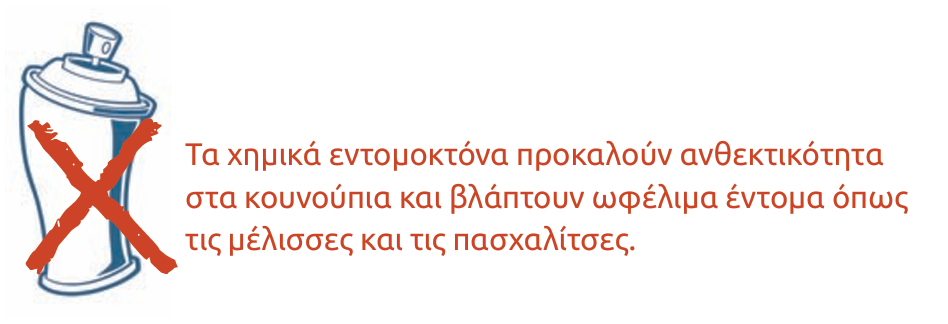 Τα χημικά εντομοκτόνα προκαλούν ανθεκτικότητα
στα κουνούπια και βλάπτουν ωφέλιμα έντομα όπως
τις μέλισσες και τις πασχαλίτσες.